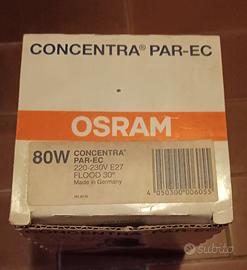 CONCENTRA® PAR-EC
OSRAM
80W CONCENTRA®
PAR-EC
220-230V E27
FLOOD 30°
Made in Germany
4 050300 006055
subito